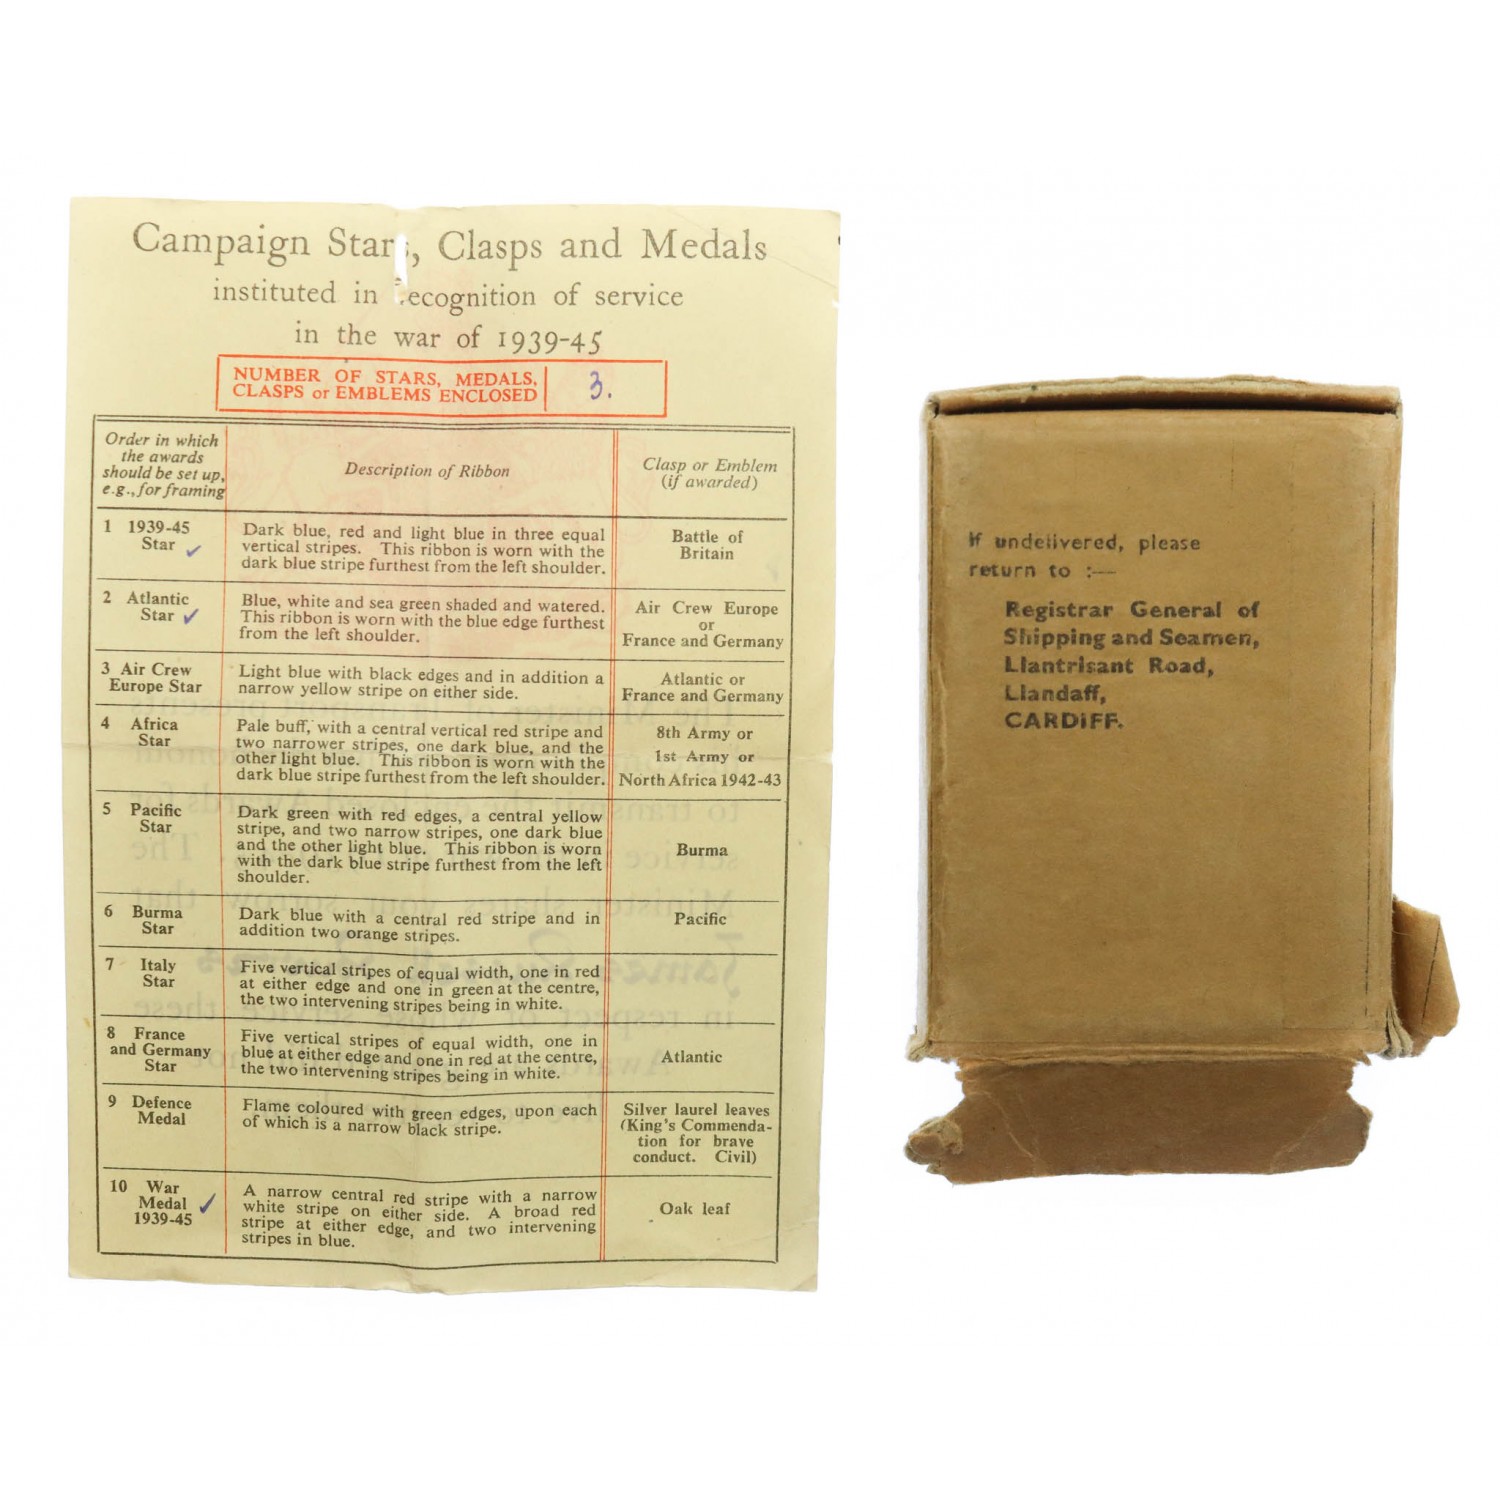 Campaign Stars, Clasps and Medals
instituted in recognition of service
in the war of 1939-45
NUMBER OF STARS, MEDALS,
CLASPS or EMBLEMS ENCLOSED
3.
Order in which
the awards
should be set up,
e.g., for framing
Description of Ribbon
Clasp or Emblem
(if awarded)
1 1939-45
Star ✓
Dark blue, red and light blue in three equal
vertical stripes. This ribbon is worn with the
dark blue stripe furthest from the left shoulder.
Battle of
Britain
2 Atlantic
Star ✓
Blue, white and sea green shaded and watered.
This ribbon is worn with the blue edge furthest
from the left shoulder.
Air Crew Europe
or
France and Germany
3 Air Crew
Europe Star
Light blue with black edges and in addition a
narrow yellow stripe on either side.
Atlantic or
France and Germany
4 Africa
Star
Pale buff, with a central vertical red stripe and
two narrower stripes, one dark blue, and the
other light blue. This ribbon is worn with the
dark blue stripe furthest from the left shoulder.
8th Army or
1st Army or
North Africa 1942-43
5 Pacific
Star
Dark green with red edges, a central yellow
stripe, and two narrow stripes, one dark blue
and the other light blue. This ribbon is worn
with the dark blue stripe furthest from the left
shoulder.
Burma
6 Burma
Star
Dark blue with a central red stripe and in
addition two orange stripes.
Pacific
7 Italy
Star
Five vertical stripes of equal width, one in red
at either edge and one in green at the centre,
the two intervening stripes being in white.
8 France
and Germany
Star
Five vertical stripes of equal width, one in
blue at either edge and one in red at the centre,
the two intervening stripes being in white.
Atlantic
9 Defence
Medal
Flame coloured with green edges, upon each
of which is a narrow black stripe.
Silver laurel leaves
(King's Commenda-
tion for brave
conduct. Civil)
10 War
Medal ✓
1939-45
A narrow central red stripe with a narrow
white stripe on either side. A broad red
stripe at either edge, and two intervening
stripes in blue.
Oak leaf
If undelivered, please
return to :—
Registrar General of
Shipping and Seamen,
Llantrisant Road,
Llandaff,
CARDIFF.